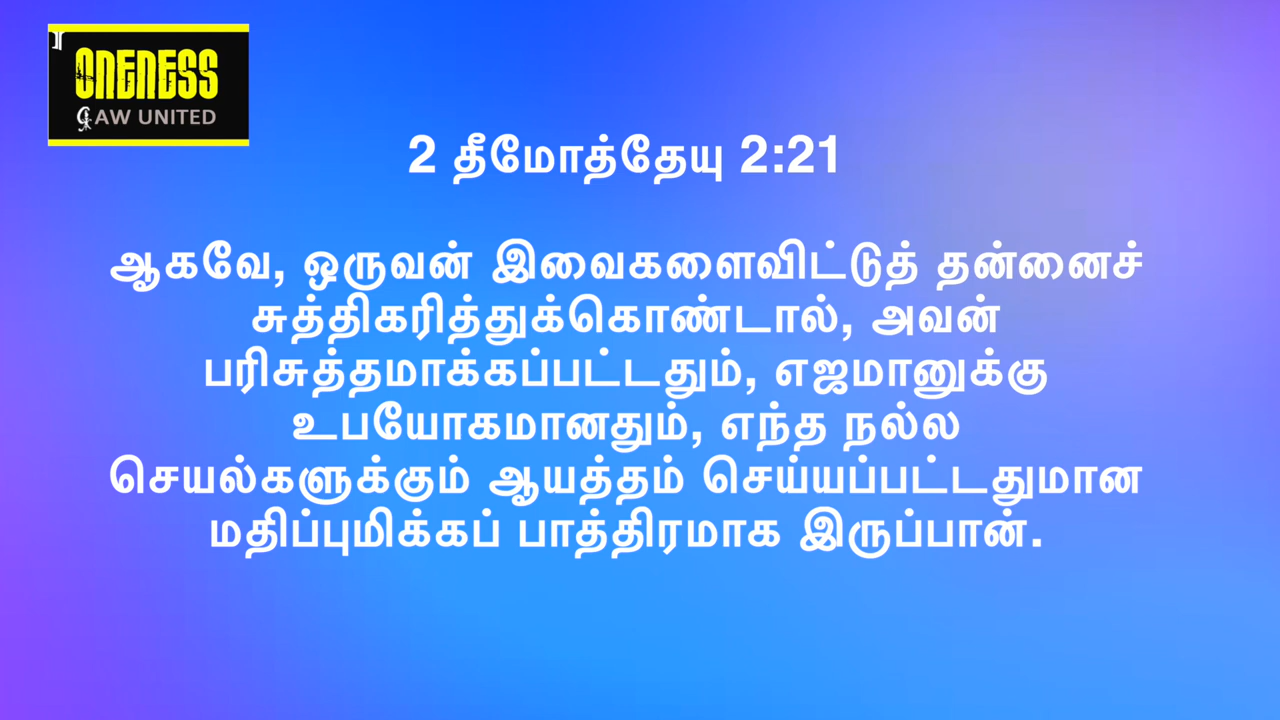 ONENESS
AW UNITED
2 தீமோத்தேயு 2:21
ஆகவே, ஒருவன் இவைகளைவிட்டுத் தன்னைச்
சுத்திகரித்துக்கொண்டால், அவன்
பரிசுத்தமாக்கப்பட்டதும், எஜமானுக்கு
உபயோகமானதும், எந்த நல்ல
செயல்களுக்கும் ஆயத்தம் செய்யப்பட்டதுமான
மதிப்புமிக்கப் பாத்திரமாக இருப்பான்.